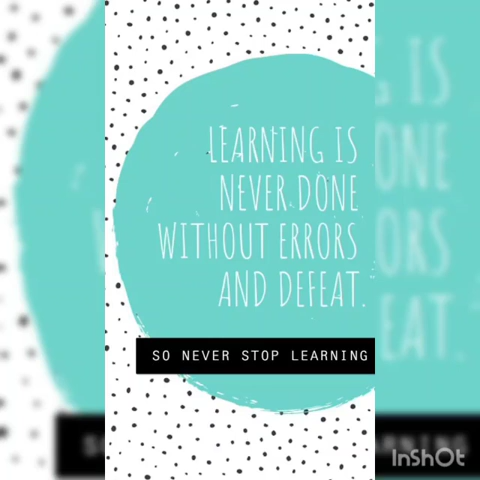 LEARNING IS
NEVER DONE
WITHOUT ERRORS
AND DEFEAT.
SO NEVER STOP LEARNING
InShOt